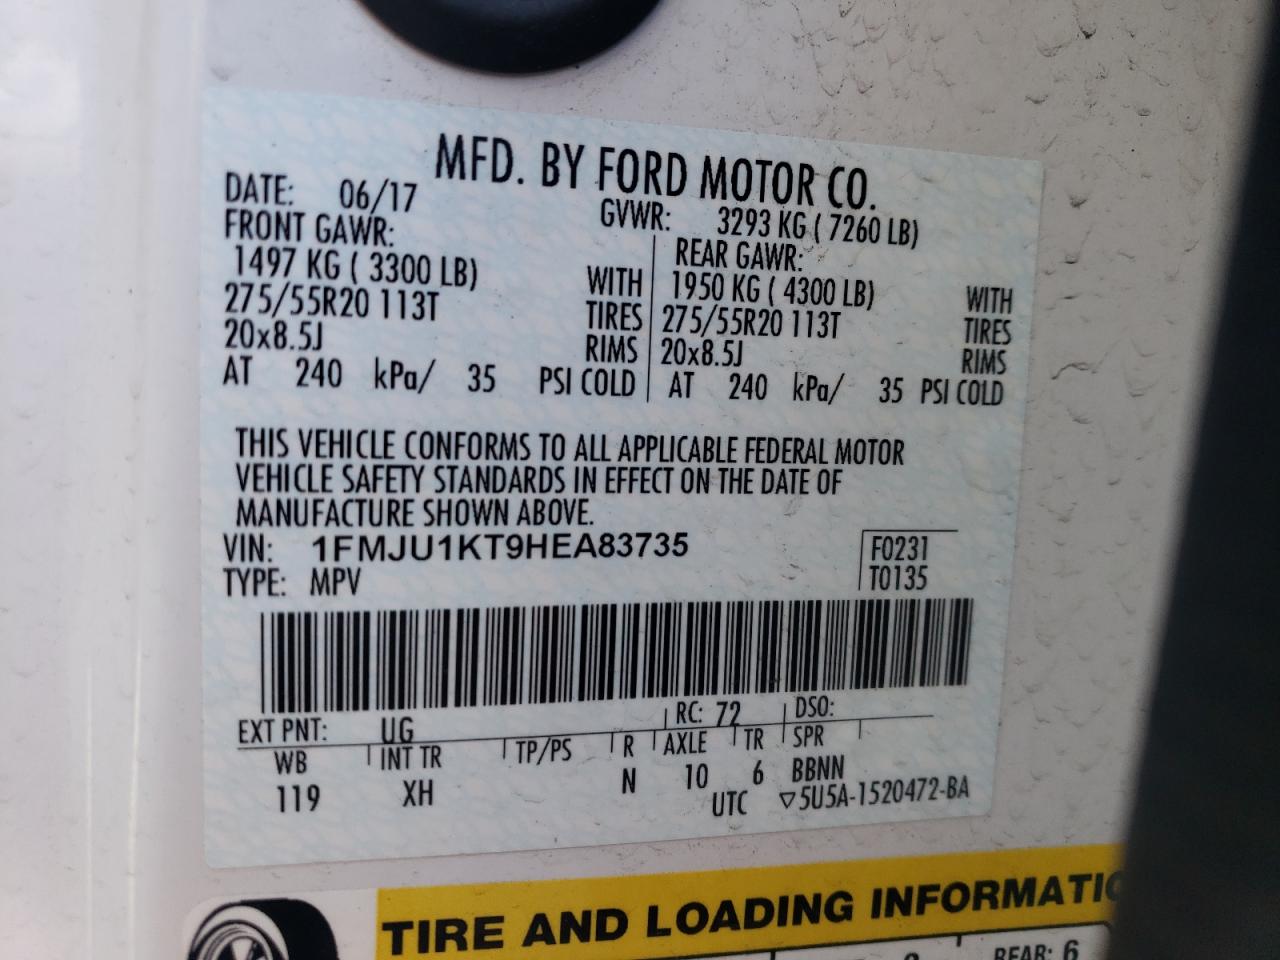 MFD. BY FORD MOTOR CO.
DATE: 06/17 GVWR: 3293 KG ( 7260 LB)
FRONT GAWR: REAR GAWR:
1497 KG ( 3300 LB) WITH 1950 KG ( 4300 LB) WITH
275/55R20 113T TIRES 275/55R20 113T TIRES
20x8.5J RIMS 20x8.5J RIMS
AT 240 kPa/ 35 PSI COLD AT 240 kPa/ 35 PSI COLD
THIS VEHICLE CONFORMS TO ALL APPLICABLE FEDERAL MOTOR
VEHICLE SAFETY STANDARDS IN EFFECT ON THE DATE OF
MANUFACTURE SHOWN ABOVE.
VIN: 1FMJU1KT9HEA83735 F0231
TYPE: MPV T0135
EXT PNT: UG RC: 72 DSO:
WB INT TR TP/PS R AXLE TR SPR
119 XH N 10 6 BBNN
UTC ▽5U5A-1520472-BA
TIRE AND LOADING INFORMATIO
REAR: 6